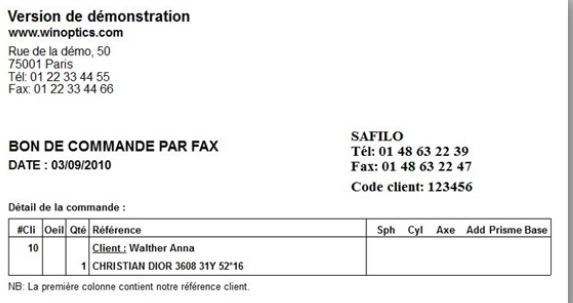 Version de démonstration
www.winoptics.com
Rue de la démo, 50
75001 Paris
Tél: 01 22 33 44 55
Fax: 01 22 33 44 66
BON DE COMMANDE PAR FAX
DATE : 03/09/2010
SAFILO
Tél: 01 48 63 22 39
Fax: 01 48 63 22 47
Code client: 123456
Détail de la commande :
#Cli Oeil Qté Référence Sph Cyl Axe Add Prisme Base
10 Client : Walther Anna
1 CHRISTIAN DIOR 3608 31Y 52*16
NB: La première colonne contient notre référence client.